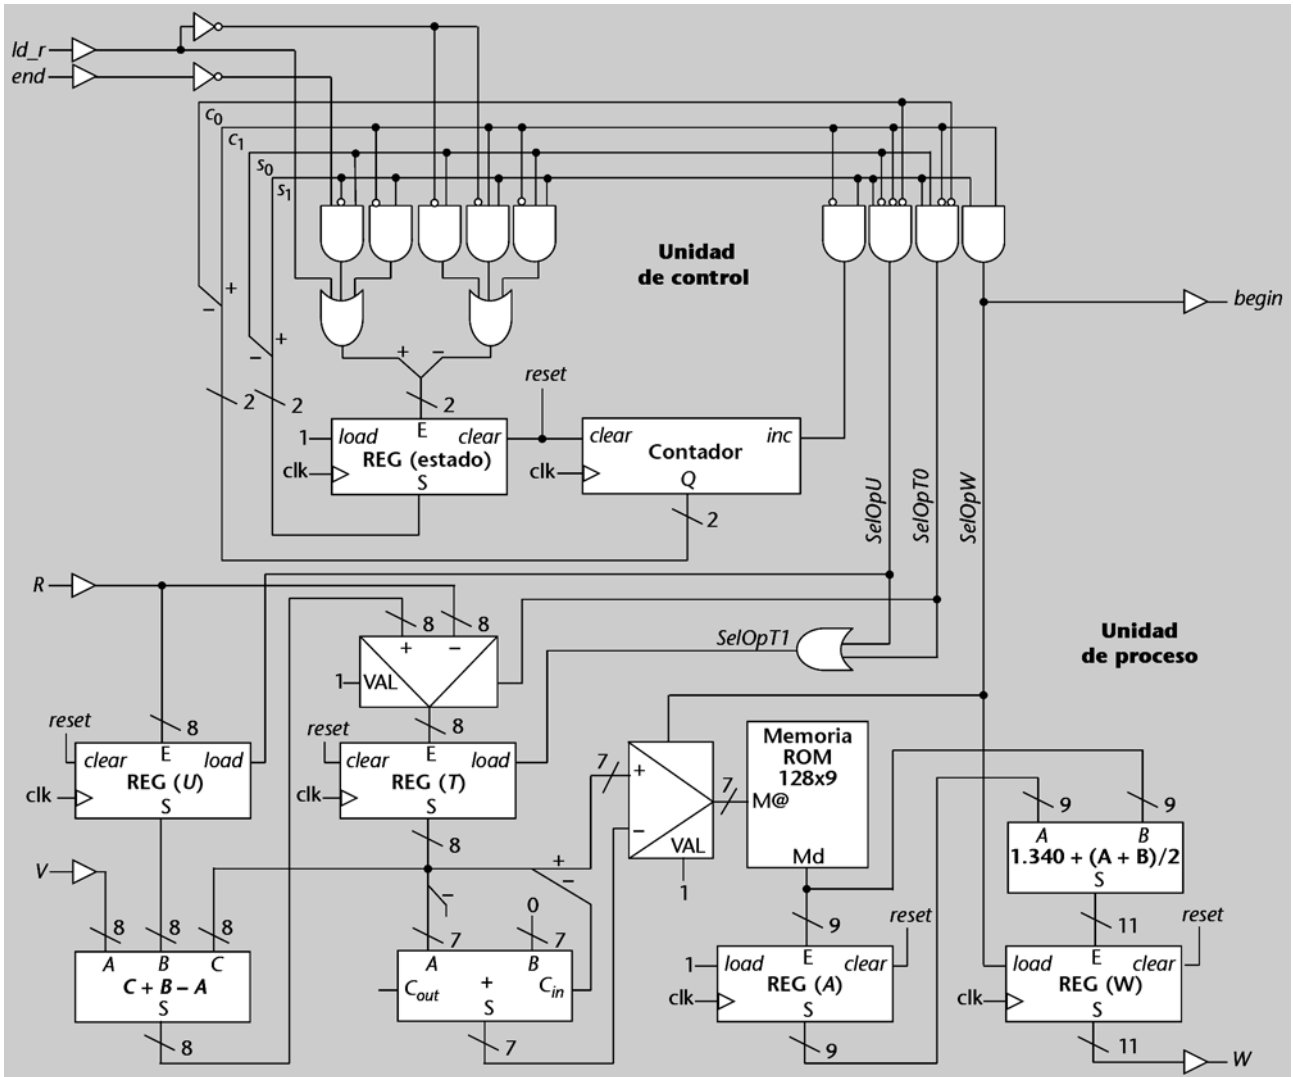 ld_r
end
c0
c1
s0
s1
Unidad
de control
begin
+
−
+
−
+
−
2
2
2
reset
1
load
E
clear
clk
REG (estado)
S
clear
inc
Contador
clk
Q
2
SelOpU
SelOpT0
SelOpW
R
8
8
+
−
1
VAL
SelOpT1
Unidad
de proceso
reset
8
clear
E
load
REG (U)
clk
S
reset
8
clear
E
load
REG (T)
clk
S
7
+
−
VAL
1
7
Memoria
ROM
128x9
M@
Md
9
9
A
B
1.340 + (A + B)/2
S
V
8
8
8
A
B
C
C + B − A
S
8
8
−
+
−
0
7
7
A
B
Cout
+
Cin
S
7
9
reset
1
load
E
clear
REG (A)
clk
S
9
11
reset
load
E
clear
REG (W)
clk
S
11
W